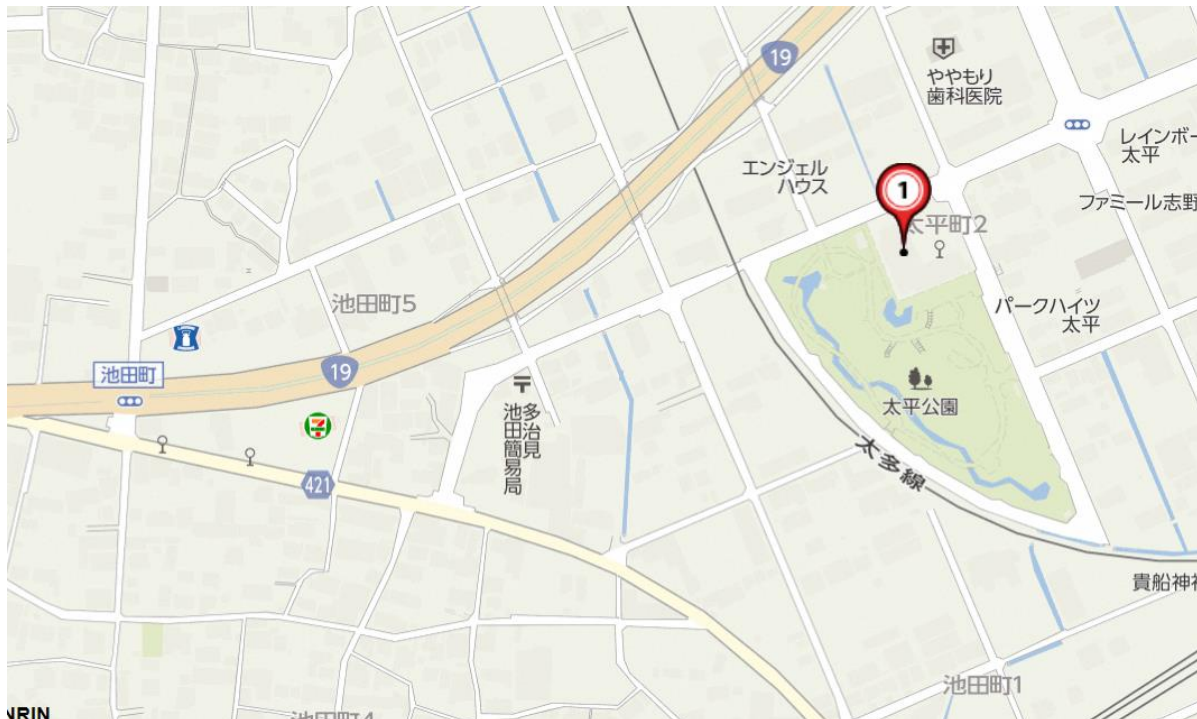 19
ややもり
歯科医院
レインボー
太平
エンジェル
ハウス
1
ファミール志野
太平町2
池田町5
パークハイツ
太平
池田町
19
太平公園
多治見
池田簡易局
太多線
421
貴船神社
池田町1
池田町4
NRIN